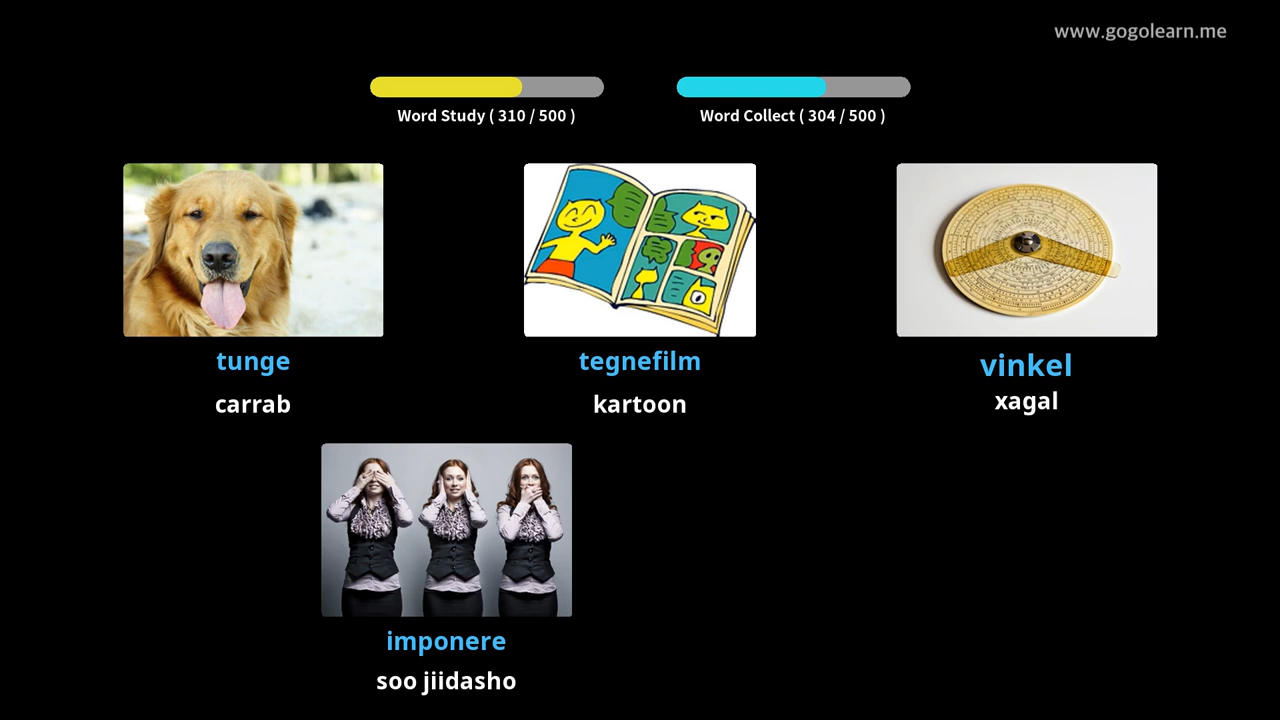 www.gogolearn.me
Word Study ( 310 / 500 )
Word Collect ( 304 / 500 )
tunge
carrab
tegnefilm
kartoon
vinkel
xagal
imponere
soo jiidasho